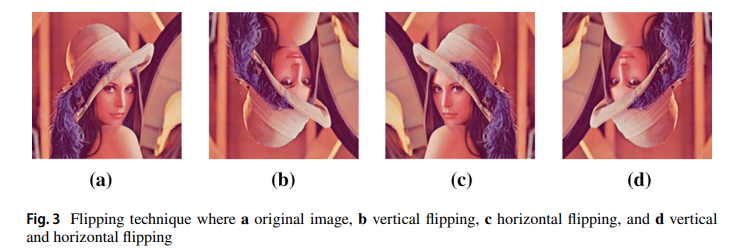 (a) (b) (c) (d)
Fig. 3 Flipping technique where a original image, b vertical flipping, c horizontal flipping, and d vertical
and horizontal flipping